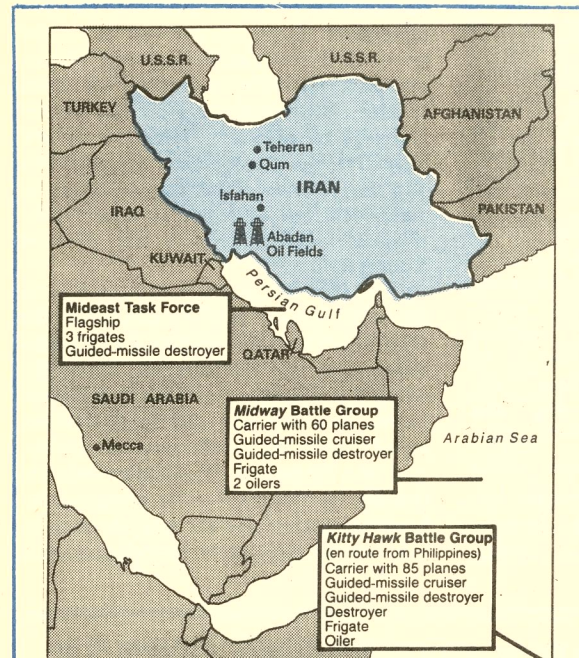 U.S.S.R.
U.S.S.R.
TURKEY
AFGHANISTAN
Teheran
Qum
IRAN
Isfahan
IRAQ
PAKISTAN
Abadan
Oil Fields
KUWAIT
Persian Gulf
Mideast Task Force
Flagship
3 frigates
Guided-missile destroyer
QATAR
SAUDI ARABIA
Midway Battle Group
Carrier with 60 planes
Guided-missile cruiser
Guided-missile destroyer
Frigate
2 oilers
Arabian Sea
Mecca
Kitty Hawk Battle Group
(en route from Philippines)
Carrier with 85 planes
Guided-missile cruiser
Guided-missile destroyer
Destroyer
Frigate
Oiler